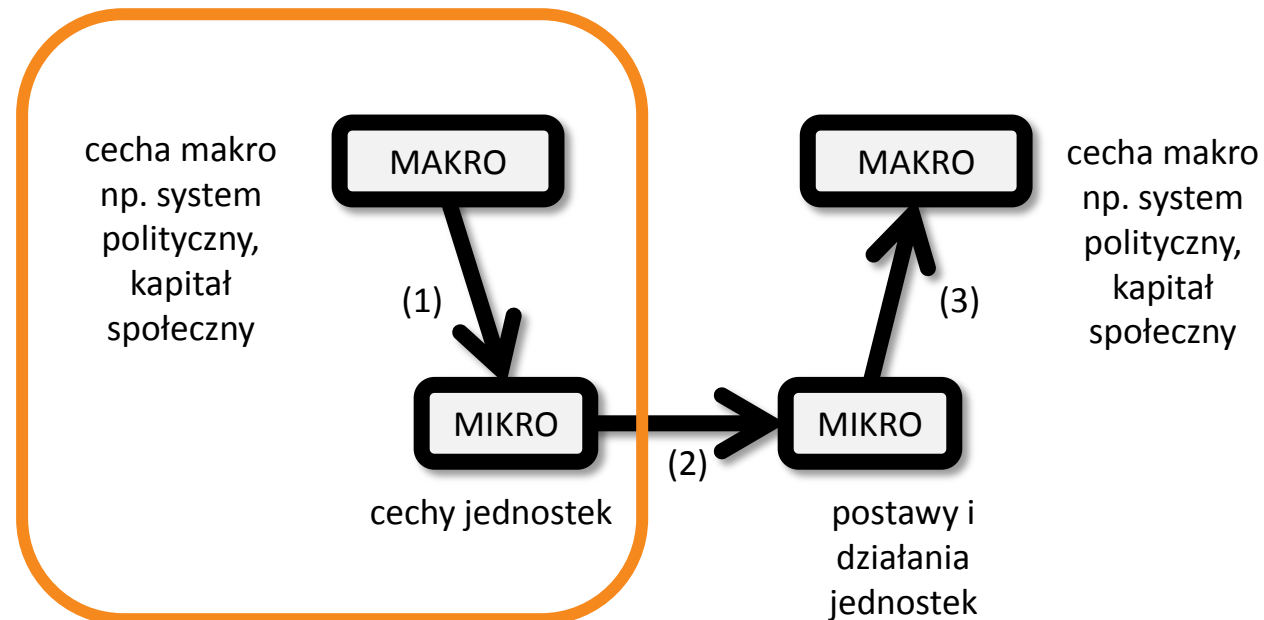 cecha makro
np. system
polityczny,
kapitał
społeczny
MAKRO
(1)
MIKRO
cechy jednostek
(2)
MIKRO
postawy i
działania
jednostek
(3)
MAKRO
cecha makro
np. system
polityczny,
kapitał
społeczny